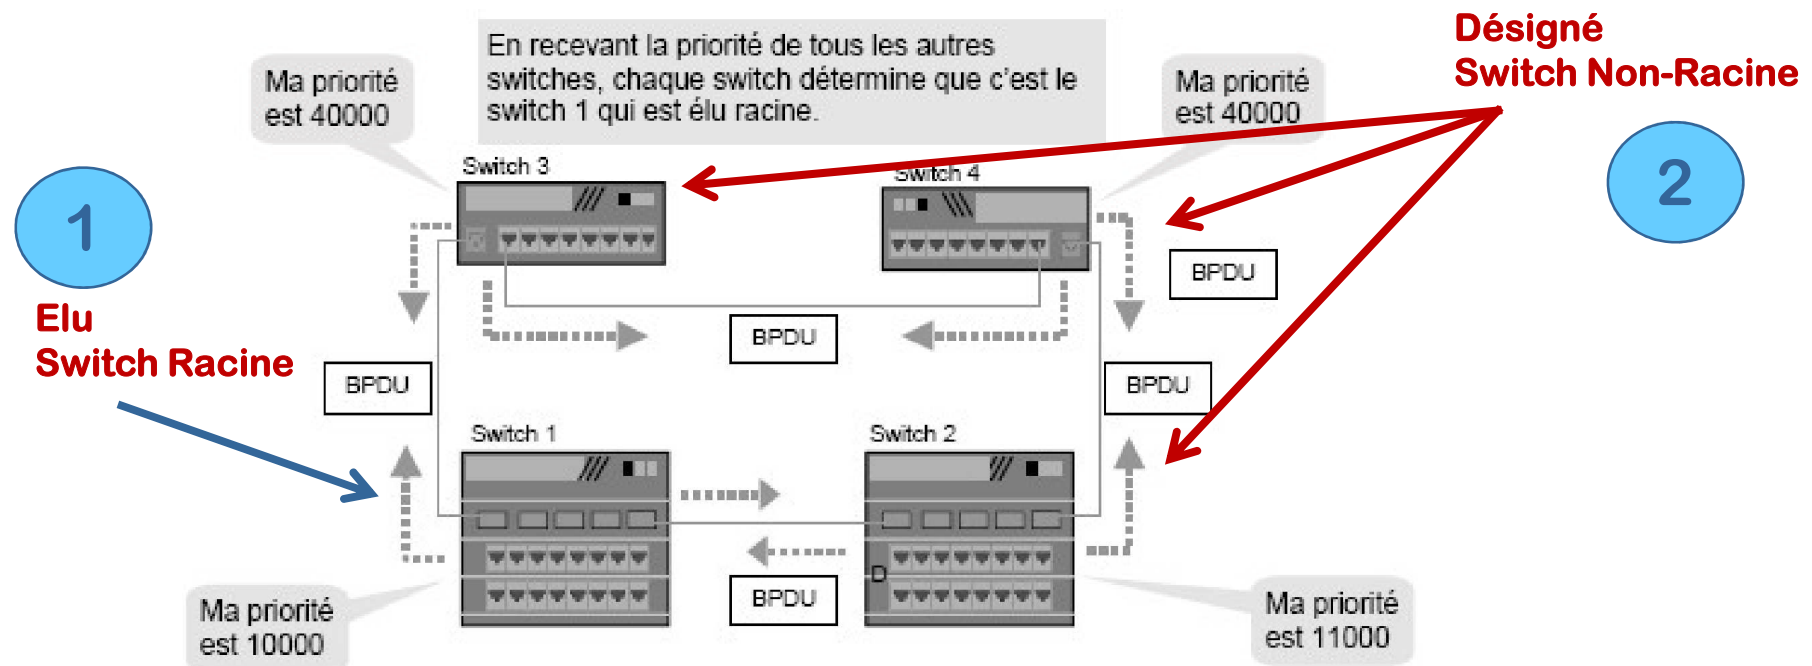 Désigné
Switch Non-Racine
En recevant la priorité de tous les autres
switches, chaque switch détermine que c'est le
switch 1 qui est élu racine.
Ma priorité
est 40000
Ma priorité
est 40000
1
2
Switch 3
Switch 4
BPDU
Elu
Switch Racine
BPDU
BPDU
BPDU
Switch 1
Switch 2
D
BPDU
Ma priorité
est 10000
Ma priorité
est 11000